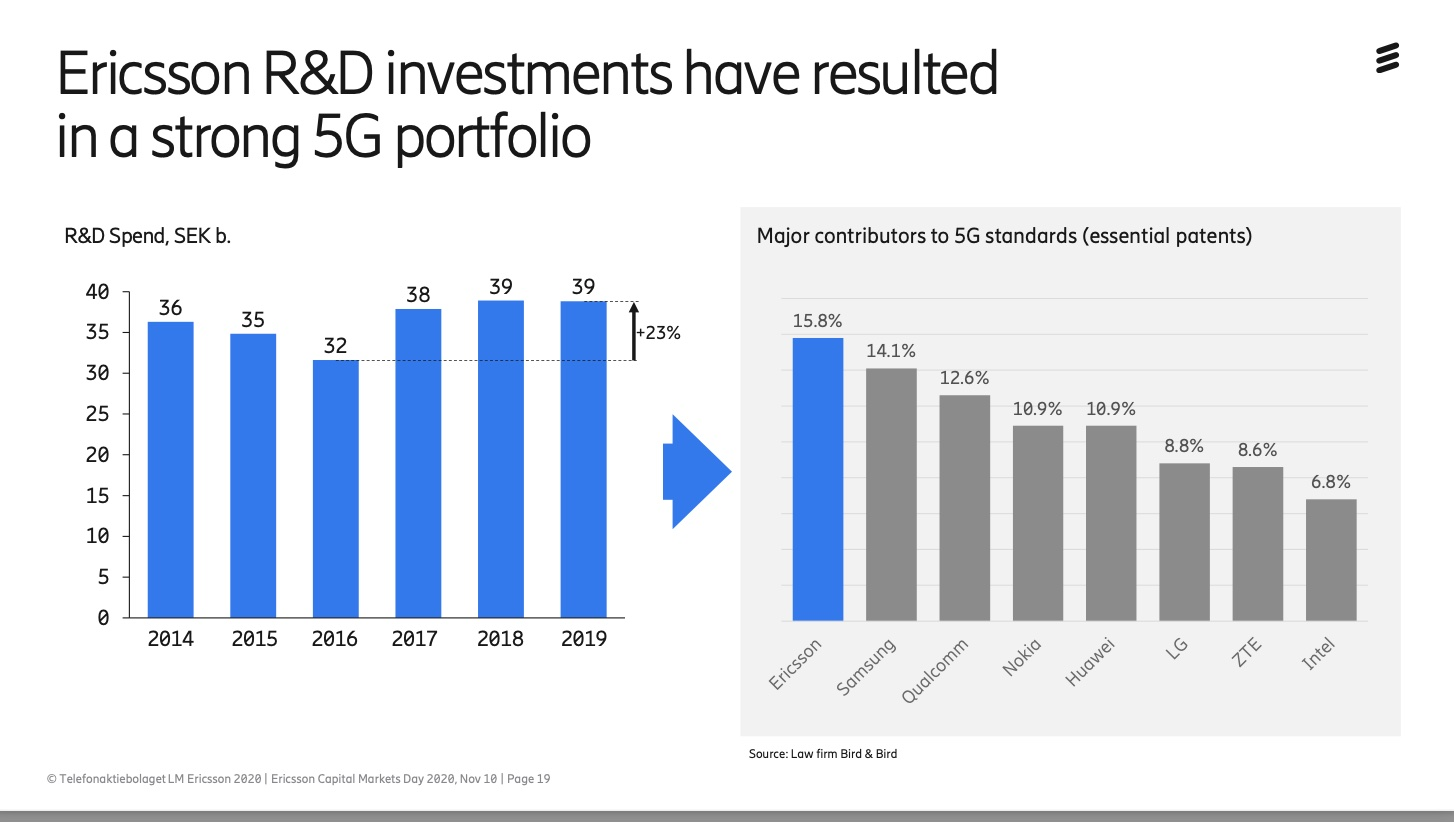 Ericsson R&D investments have resulted
in a strong 5G portfolio
R&D Spend, SEK b.
40
35
30
25
20
15
10
5
0
36
35
32
38
39
39
+23%
2014
2015
2016
2017
2018
2019
Major contributors to 5G standards (essential patents)
15.8%
14.1%
12.6%
10.9%
10.9%
8.8%
8.6%
6.8%
Ericsson
Samsung
Qualcomm
Nokia
Huawei
LG
ZTE
Intel
Source: Law firm Bird & Bird
© Telefonaktiebolaget LM Ericsson 2020 | Ericsson Capital Markets Day 2020, Nov 10 | Page 19